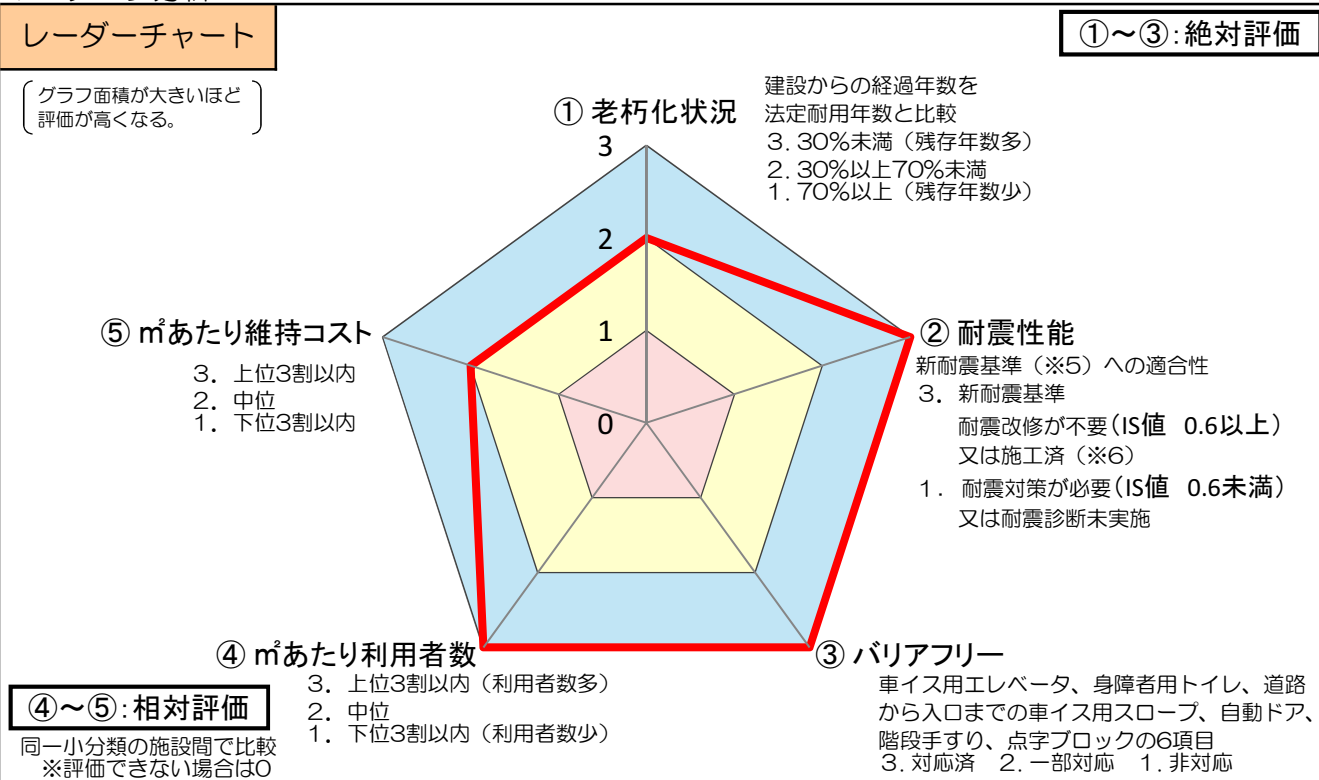 レーダーチャート
①～③:絶対評価
グラフ面積が大きいほど
評価が高くなる。
① 老朽化状況
建設からの経過年数を
法定耐用年数と比較
3. 30%未満（残存年数多）
2. 30%以上70%未満
1. 70%以上（残存年数少）
3
2
1
0
② 耐震性能
新耐震基準（※5）への適合性
3. 新耐震基準
耐震改修が不要(IS値 0.6以上)
又は施工済（※6）
1. 耐震対策が必要(IS値 0.6未満)
又は耐震診断未実施
⑤ ㎡あたり維持コスト
3. 上位3割以内
2. 中位
1. 下位3割以内
④ ㎡あたり利用者数
3. 上位3割以内（利用者数多）
2. 中位
1. 下位3割以内（利用者数少）
③ バリアフリー
車イス用エレベータ、身障者用トイレ、道路
から入口までの車イス用スロープ、自動ドア、
階段手すり、点字ブロックの6項目
3. 対応済 2. 一部対応 1. 非対応
④～⑤:相対評価
同一小分類の施設間で比較
※評価できない場合は0